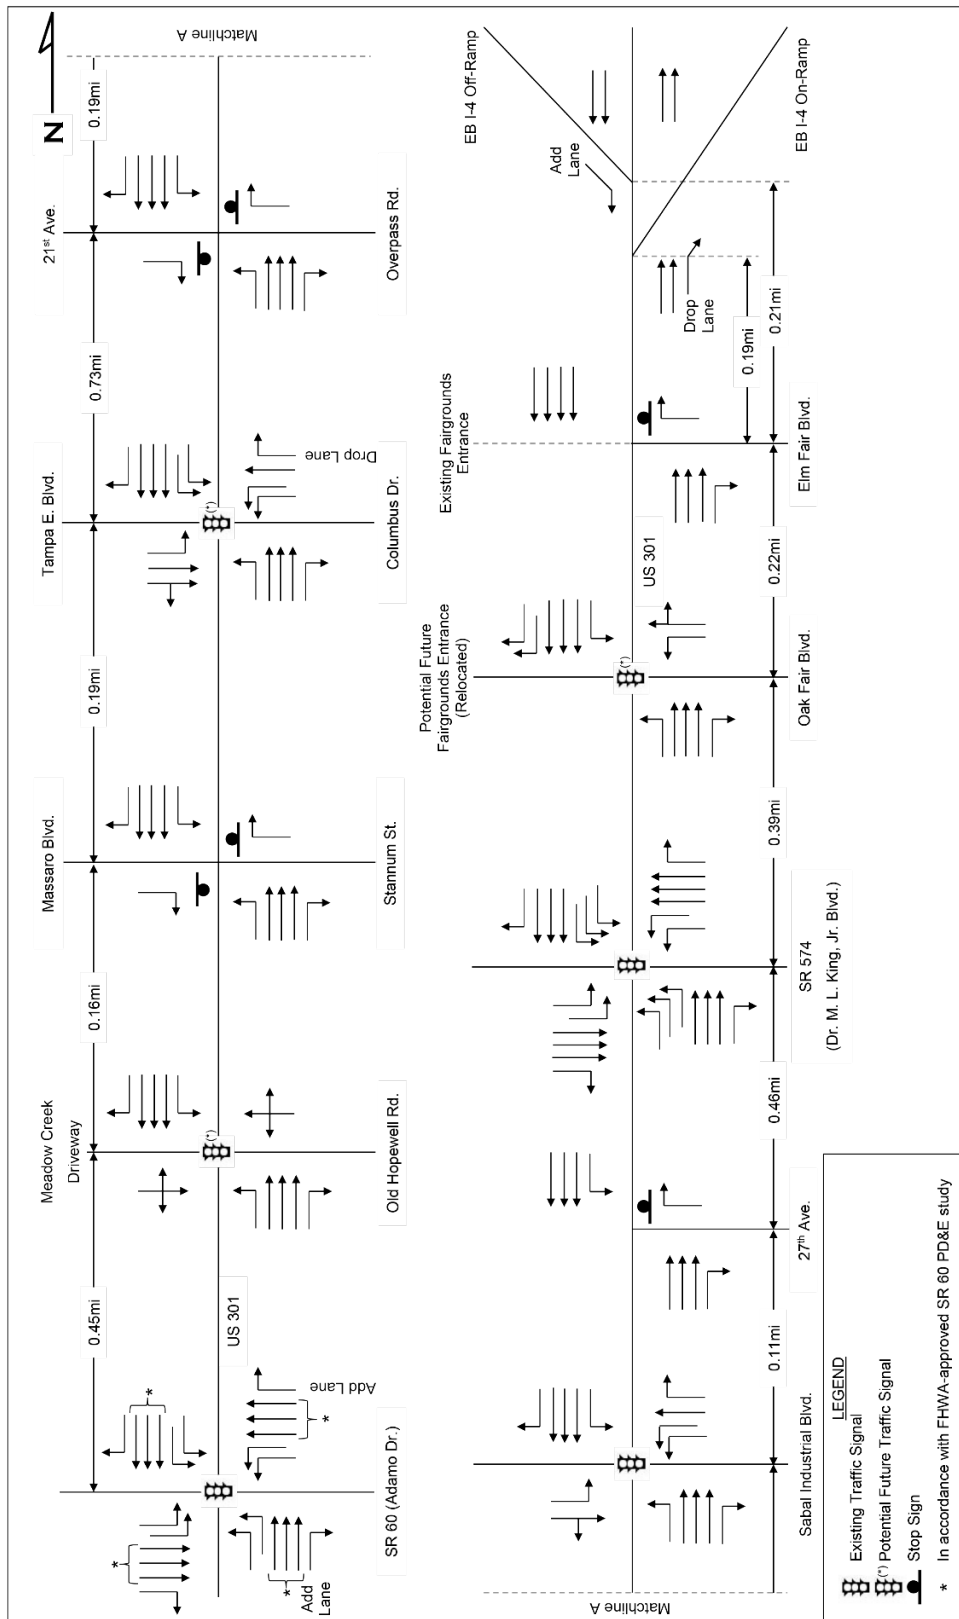 N
Matchline A
0.19mi
21st Ave.
Overpass Rd.
0.73mi
Tampa E. Blvd.
(*)
Drop Lane
Columbus Dr.
0.19mi
Massaro Blvd.
Stannum St.
0.16mi
Meadow Creek
Driveway
(*)
Old Hopewell Rd.
0.45mi
US 301
*
*
Add Lane
*
*
Add
Lane
SR 60 (Adamo Dr.)
EB I-4 Off-Ramp
EB I-4 On-Ramp
Add
Lane
Drop
Lane
0.21mi
0.19mi
Existing Fairgrounds
Entrance
Elm Fair Blvd.
US 301
0.22mi
Potential Future
Fairgrounds Entrance
(Relocated)
(*)
Oak Fair Blvd.
0.39mi
SR 574
(Dr. M. L. King, Jr. Blvd.)
0.46mi
27th Ave.
0.11mi
Sabal Industrial Blvd.
Matchline A
LEGEND
Existing Traffic Signal
(*) Potential Future Traffic Signal
Stop Sign
* In accordance with FHWA-approved SR 60 PD&E study